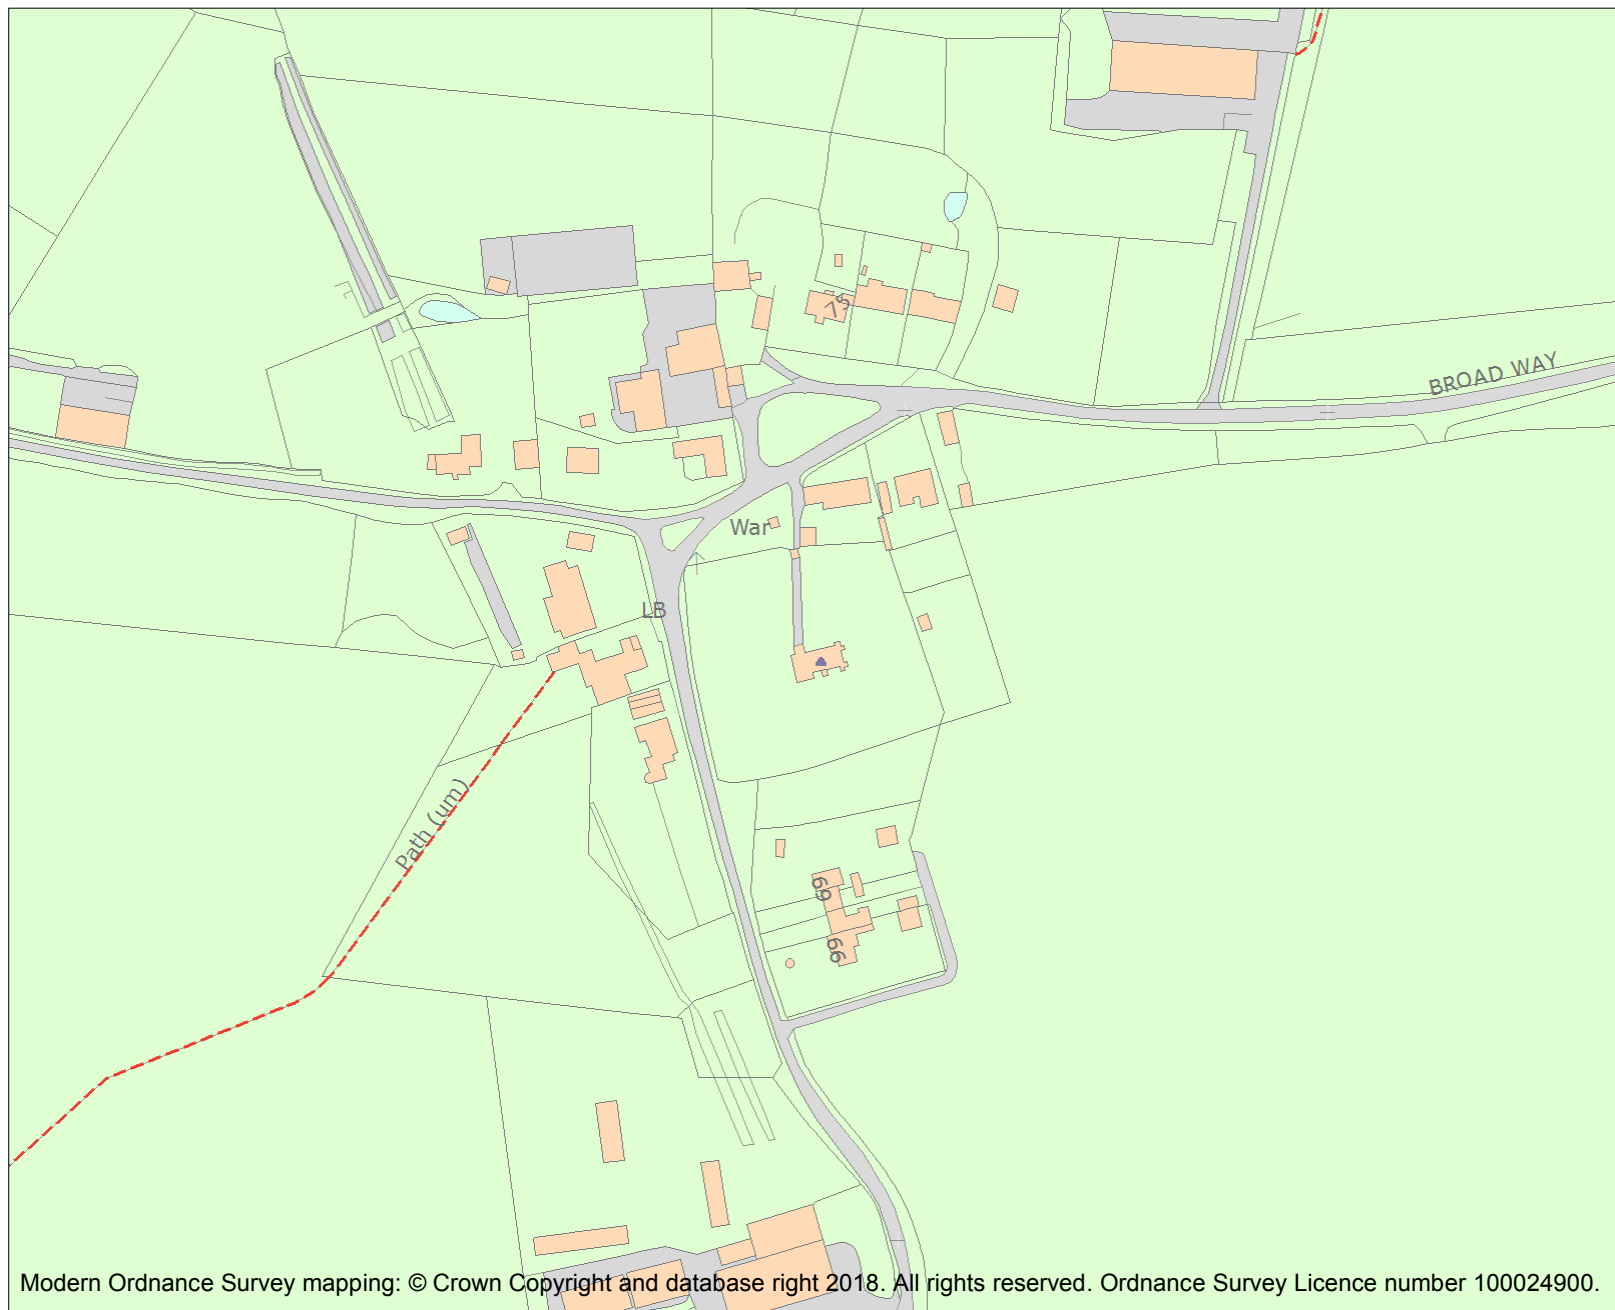 75
BROAD WAY
War
LB
Path (um)
69
66
Modern Ordnance Survey mapping: © Crown Copyright and database right 2018. All rights reserved. Ordnance Survey Licence number 100024900.